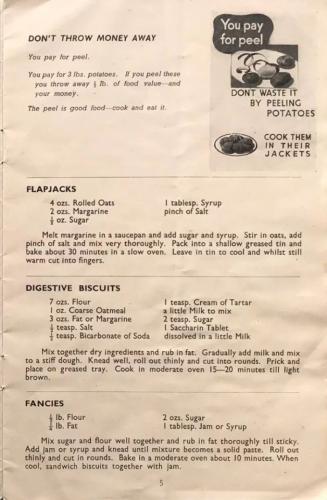 DON'T THROW MONEY AWAY
You pay for peel.
You pay for 3 lbs. potatoes. If you peel these
you throw away ½ lb. of food value—and
your money.
The peel is good food—cook and eat it.
You pay
for peel
DONT WASTE IT
BY PEELING
POTATOES
COOK THEM
IN THEIR
JACKETS
FLAPJACKS
4 ozs. Rolled Oats 1 tablesp. Syrup
2 ozs. Margarine pinch of Salt
½ oz. Sugar
Melt margarine in a saucepan and add sugar and syrup. Stir in oats, add
pinch of salt and mix very thoroughly. Pack into a shallow greased tin and
bake about 30 minutes in a slow oven. Leave in tin to cool and whilst still
warm cut into fingers.
DIGESTIVE BISCUITS
7 ozs. Flour 1 teasp. Cream of Tartar
1 oz. Coarse Oatmeal a little Milk to mix
3 ozs. Fat or Margarine 2 teasp. Sugar
½ teasp. Salt 1 Saccharin Tablet
½ teasp. Bicarbonate of Soda dissolved in a little Milk
Mix together dry ingredients and rub in fat. Gradually add milk and mix
to a stiff dough. Knead well, roll out thinly and cut into rounds. Prick and
place on greased tray. Cook in moderate oven 15—20 minutes till light
brown.
FANCIES
lb. Flour 2 ozs. Sugar
lb. Fat 1 tablesp. Jam or Syrup
Mix sugar and flour well together and rub in fat thoroughly till sticky.
Add jam or syrup and knead until mixture becomes a solid paste. Roll out
thinly and cut in rounds. Bake in a moderate oven about 10 minutes. When
cool, sandwich biscuits together with jam.
5